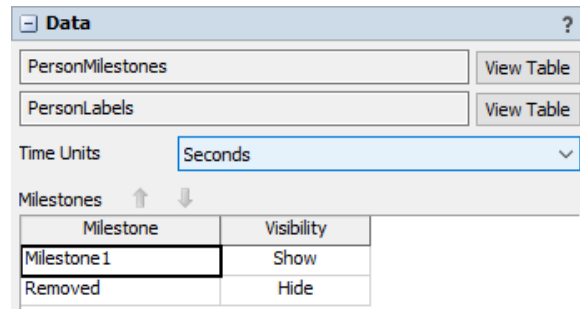 Data ?
PersonMilestones View Table
PersonLabels View Table
Time Units Seconds
Milestones
Milestone Visibility
Milestone1 Show
Removed Hide